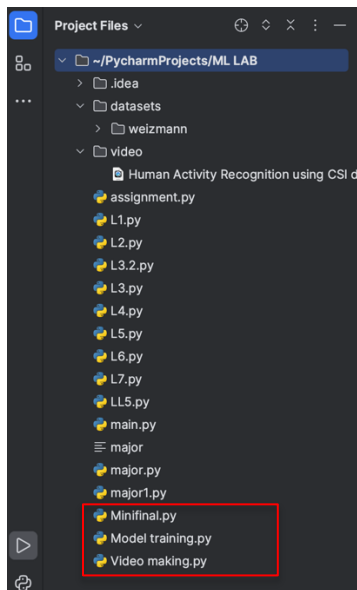 Project Files
~/PycharmProjects/ML LAB
.idea
datasets
weizmann
video
Human Activity Recognition using CSI d
assignment.py
L1.py
L2.py
L3.2.py
L3.py
L4.py
L5.py
L6.py
L7.py
LL5.py
main.py
major
major.py
major1.py
Minifinal.py
Model training.py
Video making.py